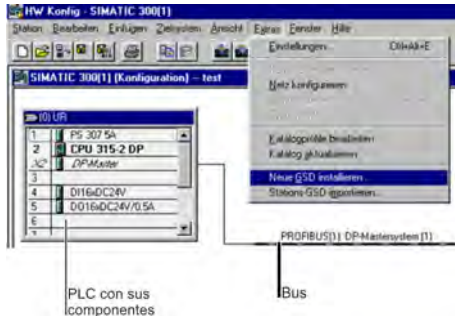 HW Konfig - SIMATIC 300(1)
Station Bearbeiten Einfügen Zielsystem Ansicht Extras Fenster Hilfe
Einstellungen... Ctrl+Alt+E
SIMATIC 300(1) (Konfiguration) -- test
Netz konfigurieren
(0) UR
1 PS 307 5A
2 CPU 315-2 DP
X2 DP-Master
3
4 DI16xDC24V
5 DO16xDC24V/0.5A
6
7
Katalogprofile bearbeiten
Katalog aktualisieren
Neue GSD installieren...
Stations-GSD importieren...
PROFIBUS(1): DP-Mastersystem (1)
PLC con sus
componentes
Bus